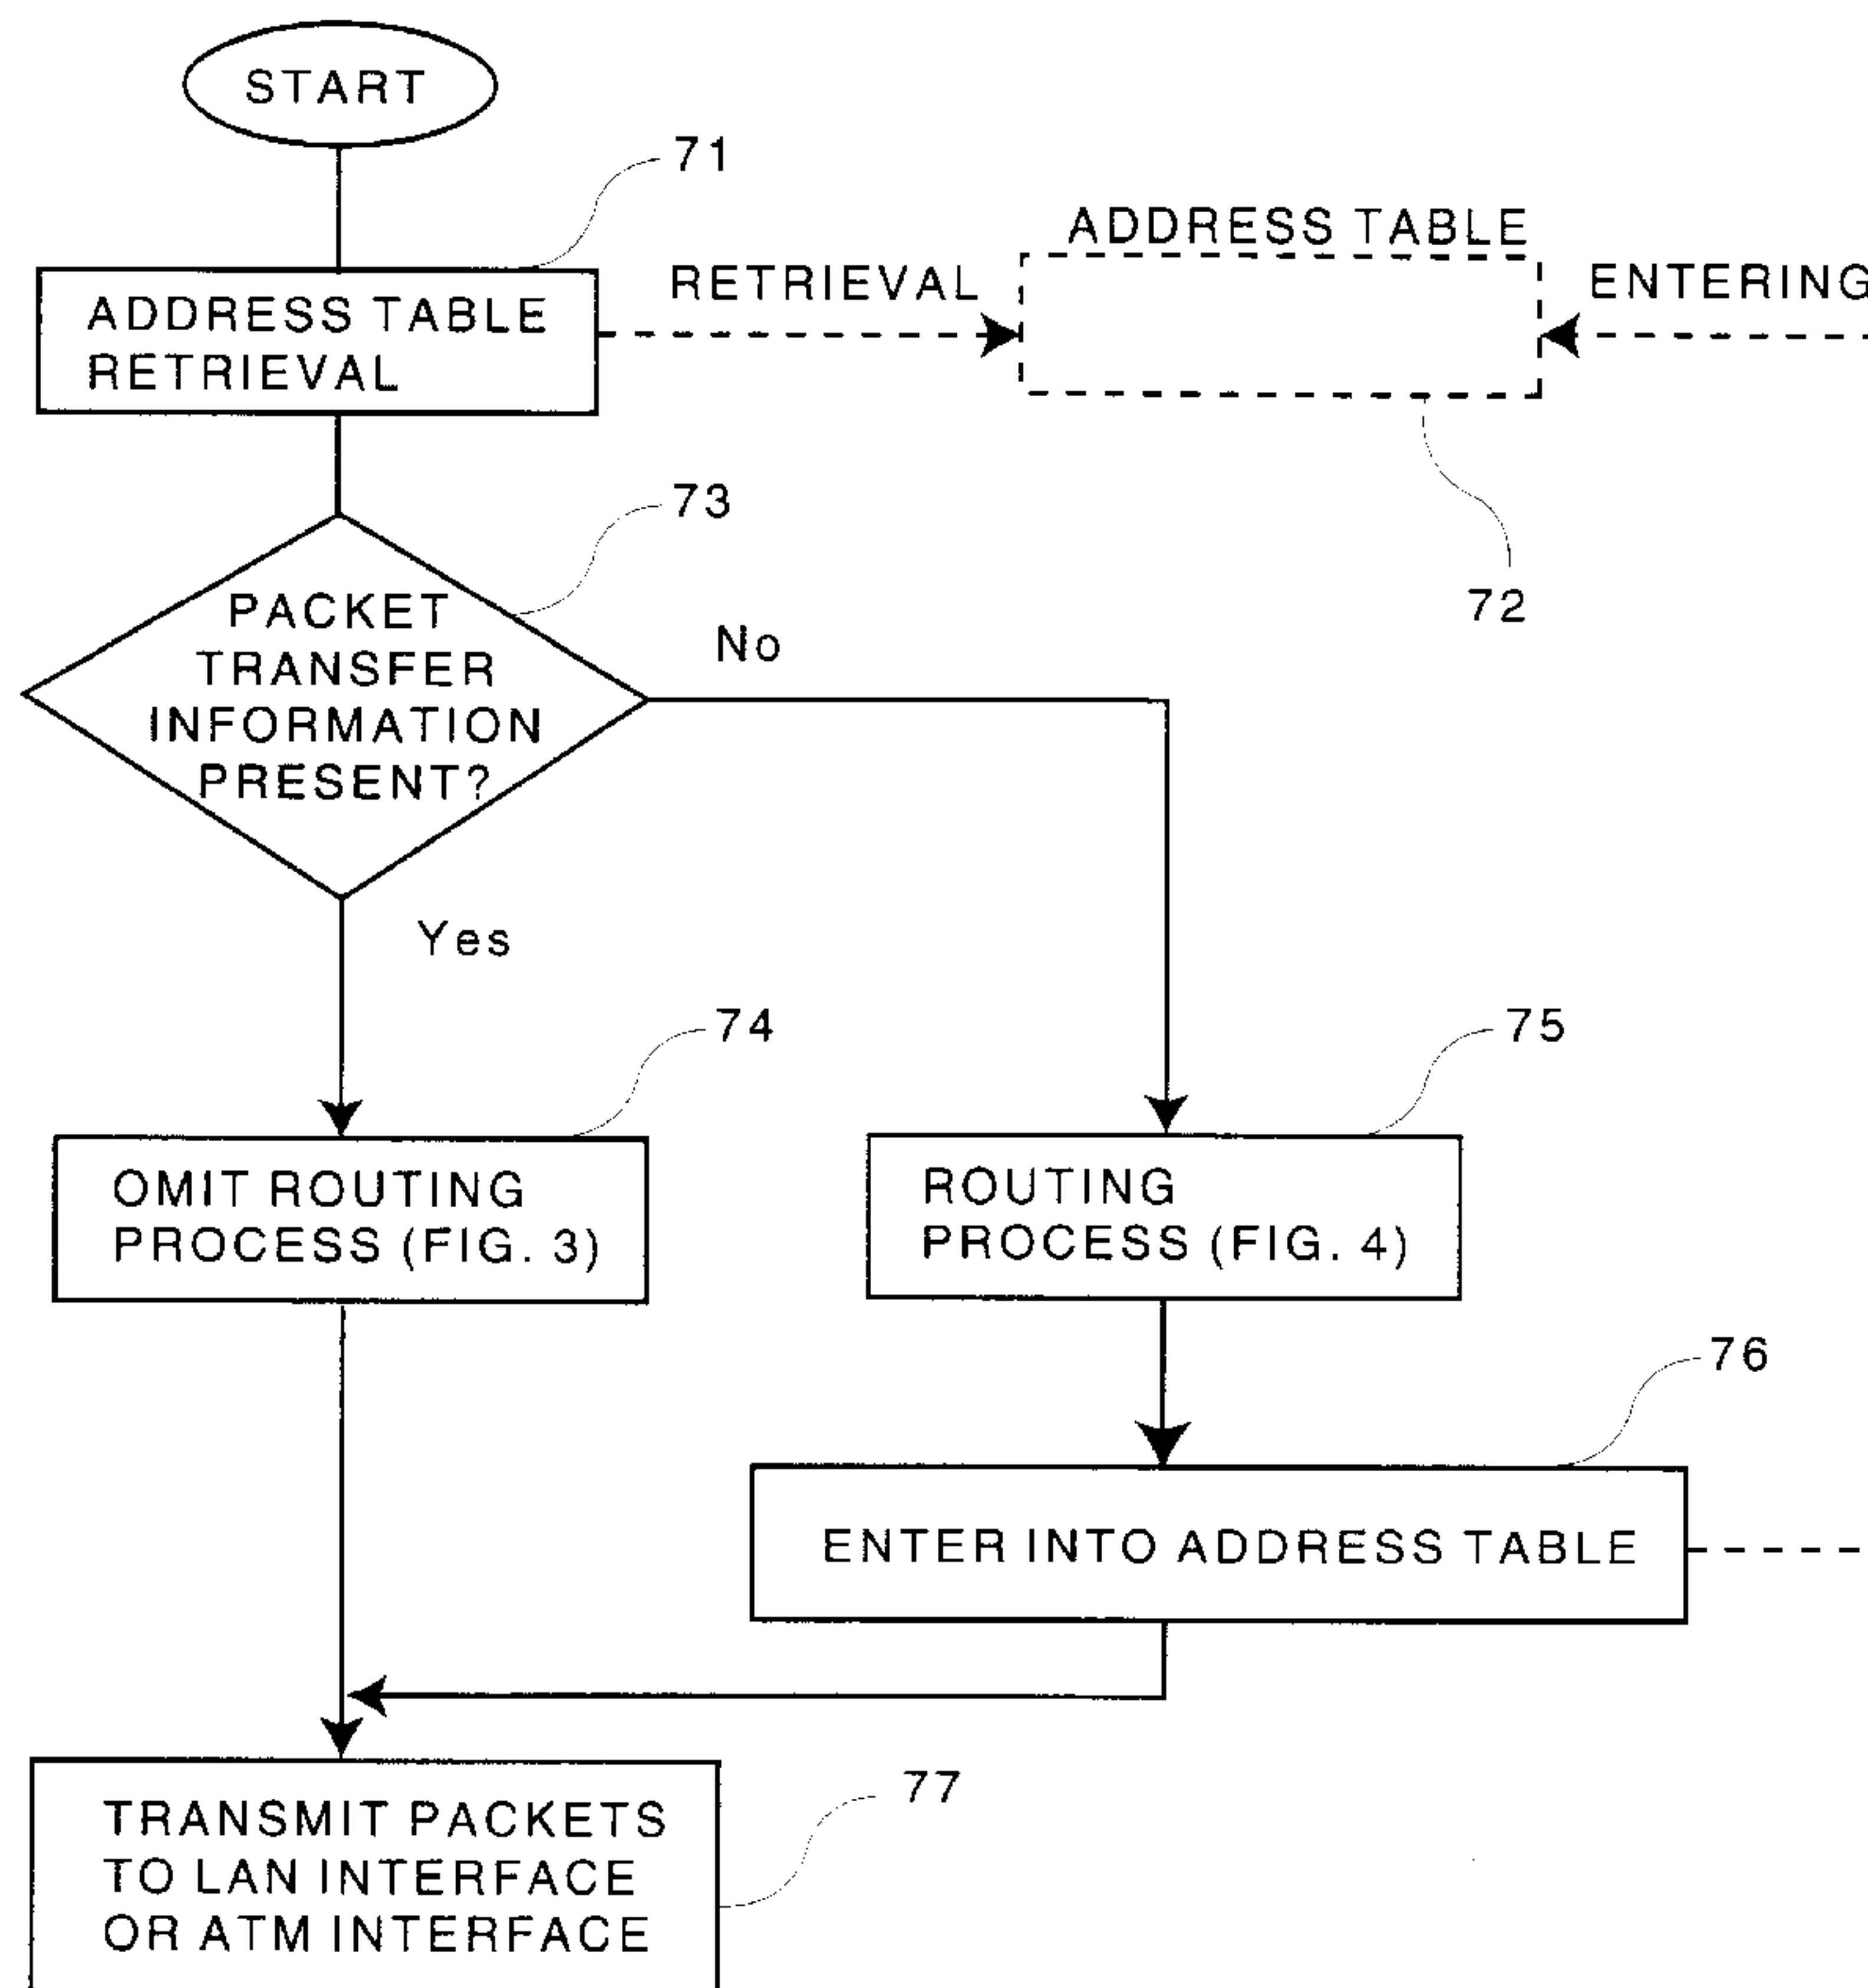 START
71
ADDRESS TABLE
RETRIEVAL
RETRIEVAL
ADDRESS TABLE
ENTERING
72
73
PACKET
TRANSFER
INFORMATION
PRESENT?
No
Yes
74
OMIT ROUTING
PROCESS (FIG. 3)
75
ROUTING
PROCESS (FIG. 4)
76
ENTER INTO ADDRESS TABLE
77
TRANSMIT PACKETS
TO LAN INTERFACE
OR ATM INTERFACE